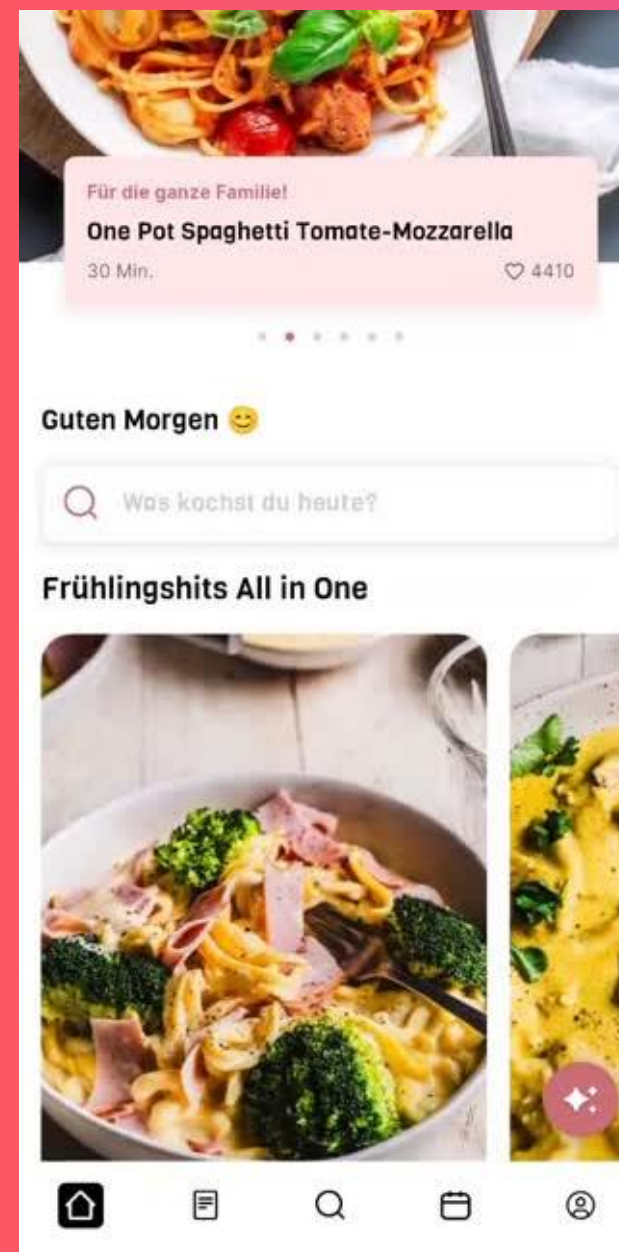 Für die ganze Familie!
One Pot Spaghetti Tomate-Mozzarella
30 Min.
4410
Guten Morgen 😊
Was kochst du heute?
Frühlingshits All in One